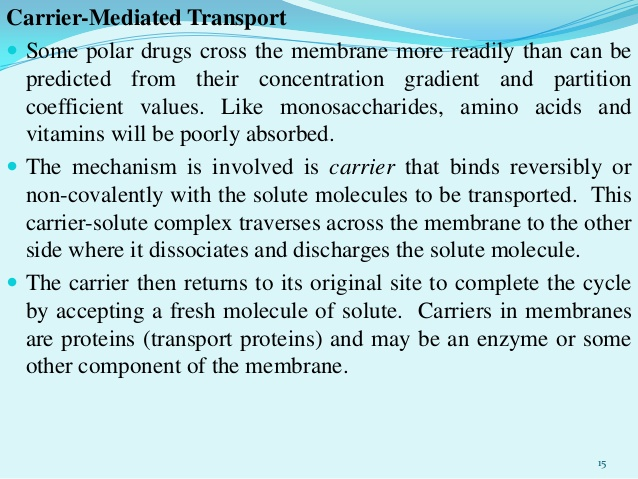 Carrier-Mediated Transport
Some polar drugs cross the membrane more readily than can be
predicted from their concentration gradient and partition
coefficient values. Like monosaccharides, amino acids and
vitamins will be poorly absorbed.
The mechanism is involved is carrier that binds reversibly or
non-covalently with the solute molecules to be transported. This
carrier-solute complex traverses across the membrane to the other
side where it dissociates and discharges the solute molecule.
The carrier then returns to its original site to complete the cycle
by accepting a fresh molecule of solute. Carriers in membranes
are proteins (transport proteins) and may be an enzyme or some
other component of the membrane.
15